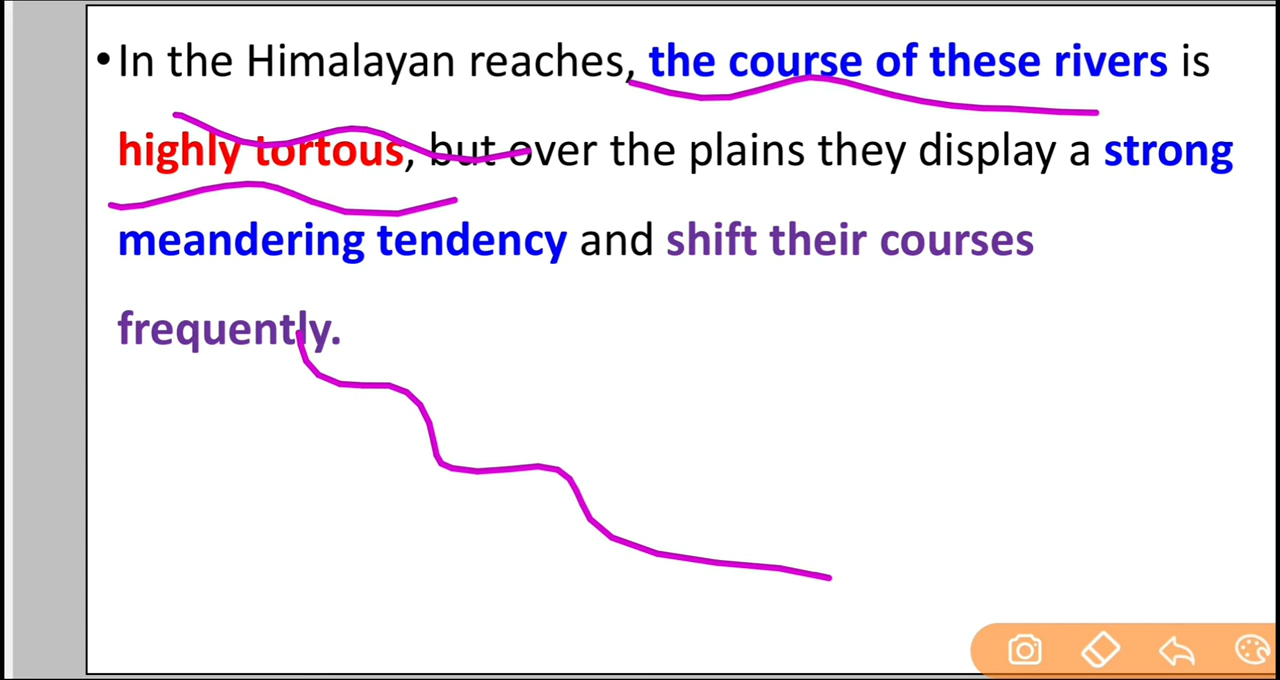 •In the Himalayan reaches, the course of these rivers is
highly tortous, but over the plains they display a strong
meandering tendency and shift their courses
frequently.